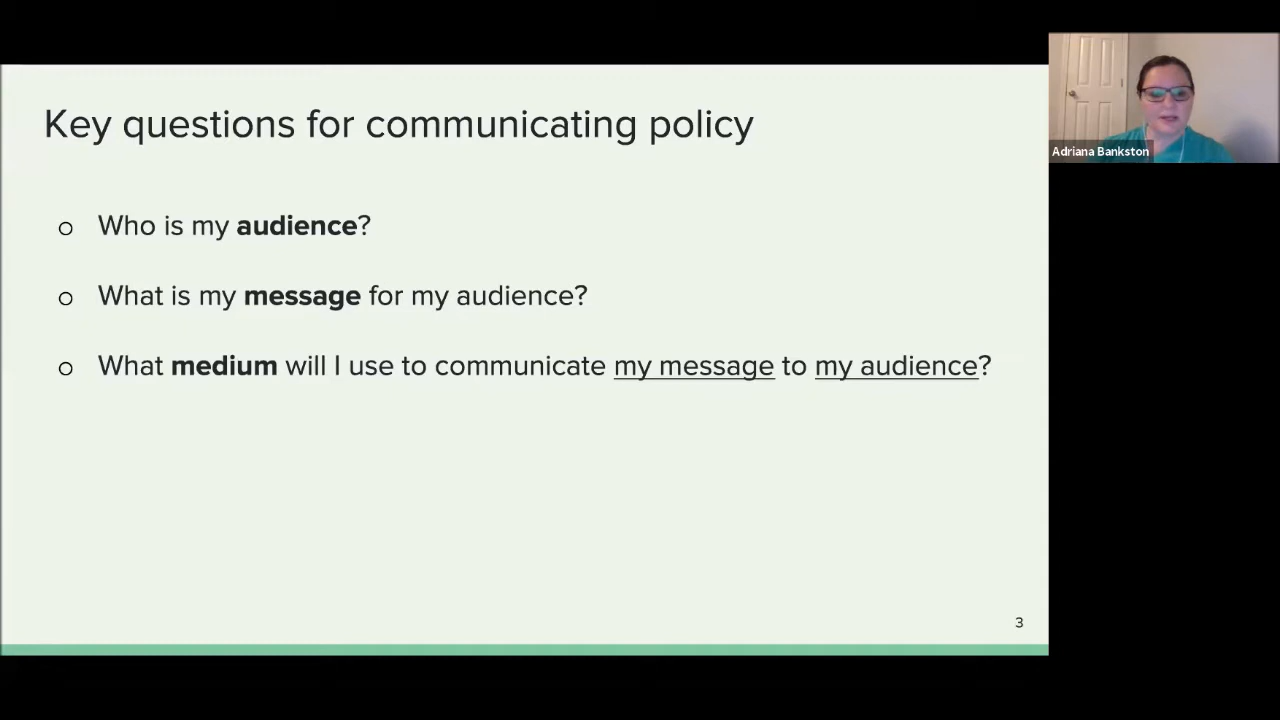 Key questions for communicating policy
o Who is my audience?
o What is my message for my audience?
o What medium will I use to communicate my message to my audience?
3
Adriana Bankston